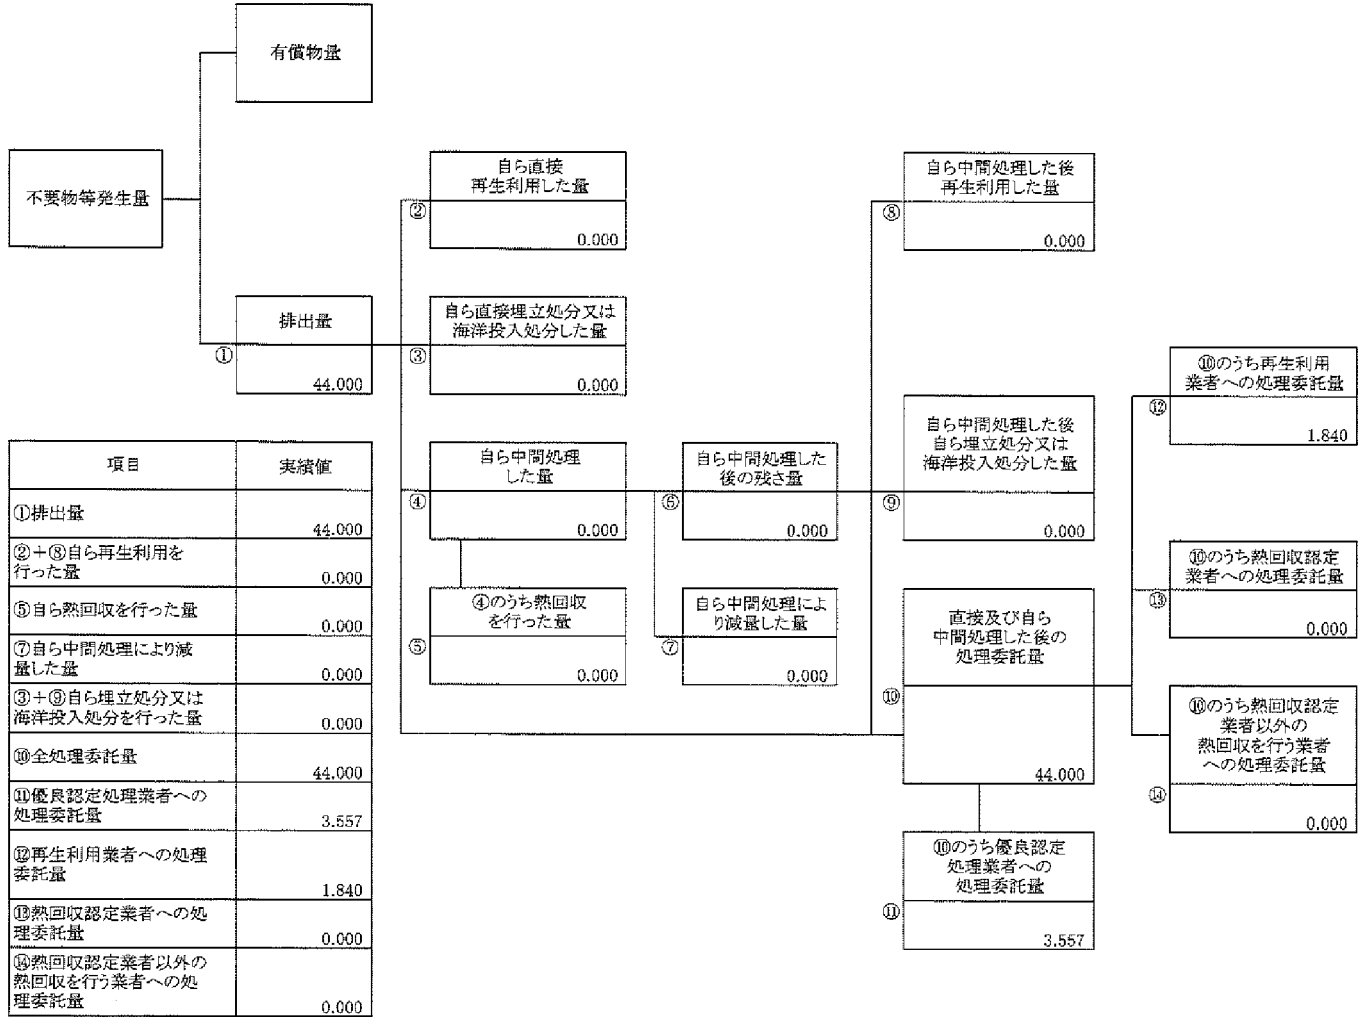 有償物量
不要物等発生量
排出量
①
44.000
自ら直接
再生利用した量
②
0.000
自ら直接埋立処分又は
海洋投入処分した量
③
0.000
自ら中間処理
した量
④
0.000
④のうち熱回収
を行った量
⑤
0.000
自ら中間処理した
後の残さ量
⑥
0.000
自ら中間処理によ
り減量した量
⑦
0.000
自ら中間処理した後
再生利用した量
⑧
0.000
自ら中間処理した後
自ら埋立処分又は
海洋投入処分した量
⑨
0.000
直接及び自ら
中間処理した後の
処理委託量
⑩
44.000
⑩のうち優良認定
処理業者への
処理委託量
⑪
3.557
⑩のうち再生利用
業者への処理委託量
⑫
1.840
⑩のうち熱回収認定
業者への処理委託量
⑬
0.000
⑩のうち熱回収認定
業者以外の
熱回収を行う業者
への処理委託量
⑭
0.000
項目 実績値
①排出量
44.000
②+⑧自ら再生利用を
行った量
0.000
⑤自ら熱回収を行った量
0.000
⑦自ら中間処理により減
量した量
0.000
③+⑨自ら埋立処分又は
海洋投入処分を行った量
0.000
⑩全処理委託量
44.000
⑪優良認定処理業者への
処理委託量
3.557
⑫再生利用業者への処理
委託量
1.840
⑬熱回収認定業者への処
理委託量
0.000
⑭熱回収認定業者以外の
熱回収を行う業者への処
理委託量
0.000